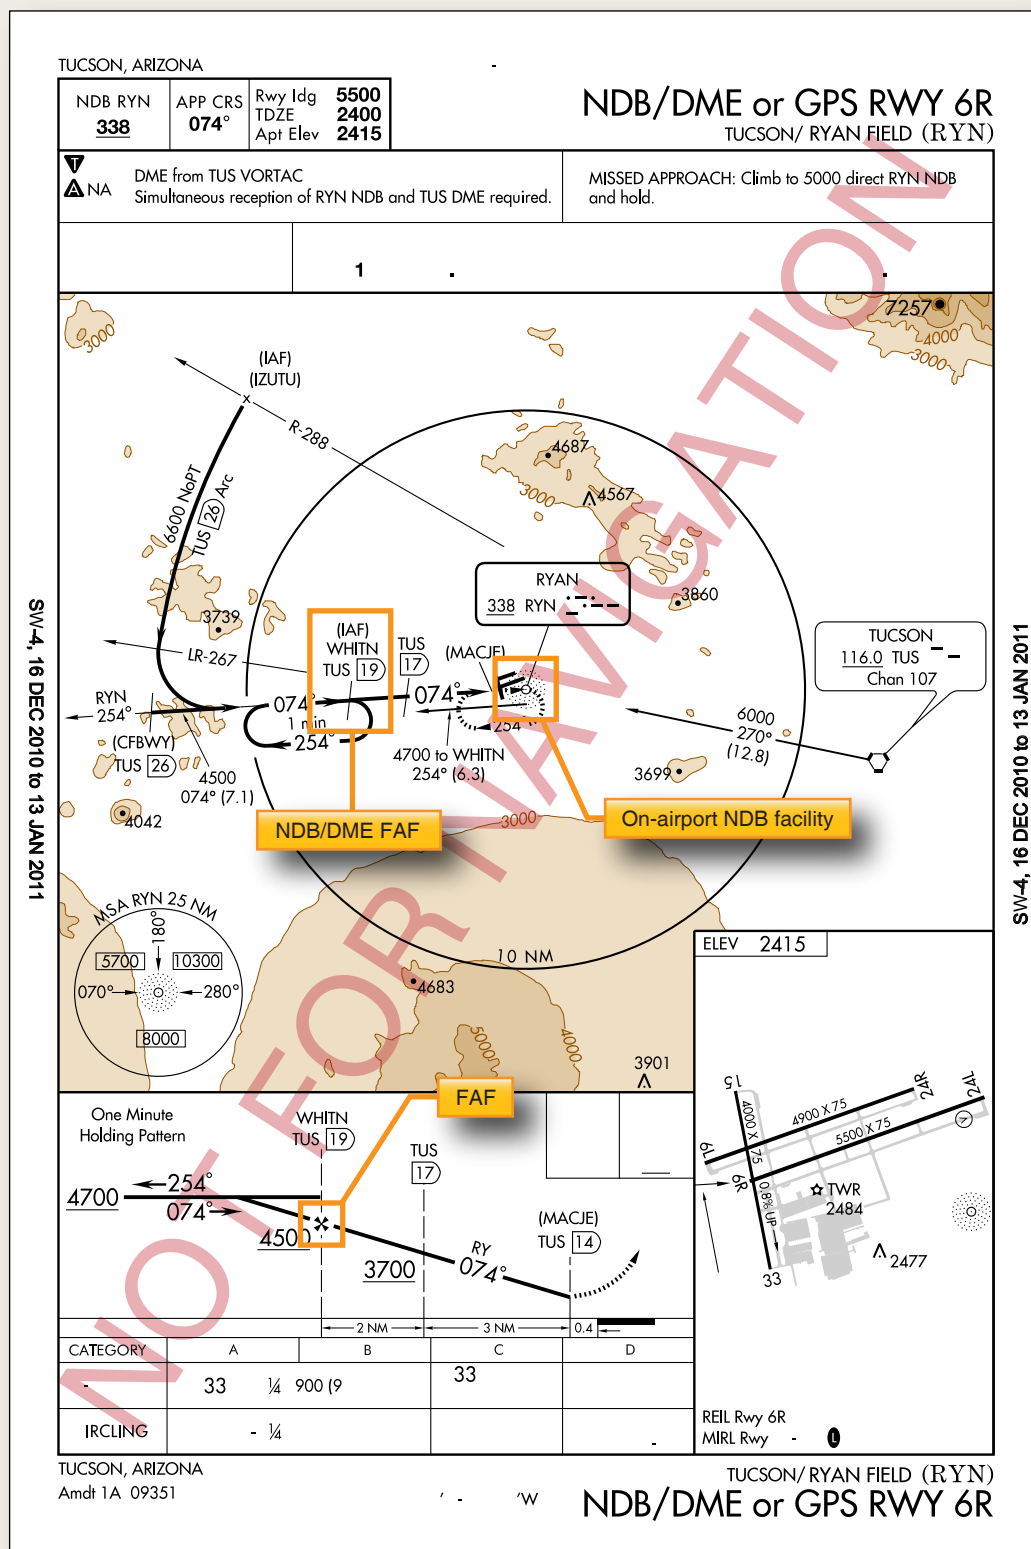 TUCSON, ARIZONA
NDB RYN
338
APP CRS
074°
Rwy ldg 5500
TDZE 2400
Apt Elev 2415
NDB/DME or GPS RWY 6R
TUCSON/ RYAN FIELD (RYN)
T
A NA
DME from TUS VORTAC
Simultaneous reception of RYN NDB and TUS DME required.
MISSED APPROACH: Climb to 5000 direct RYN NDB
and hold.
1
NOT FOR NAVIGATION
3000
7257
4000
3000
(IAF)
(IZUTU)
R-288
6600 NoPT
TUS 26 Arc
4687
3000
4567
RYAN
338 RYN
3860
3739
(IAF)
WHITN
TUS 19
TUS
17
(MACJE)
LR-267
TUCSON
116.0 TUS
Chan 107
RYN
254°
074°
074°
1 min
254°
254°
6000
270°
(12.8)
(CFBWY)
TUS 26
4500
074° (7.1)
4700 to WHITN
254° (6.3)
3699
4042
NDB/DME FAF
3000
On-airport NDB facility
MSA RYN 25 NM
180°
5700
10300
070°
280°
8000
10 NM
4683
5000
4000
3901
SW-4, 16 DEC 2010 to 13 JAN 2011
SW-4, 16 DEC 2010 to 13 JAN 2011
ELEV 2415
15
24R
24L
4900 X 75
5500 X 75
4000 X 75
6L
6R
0.8% UP
TWR
2484
V
2477
33
REIL Rwy 6R
MIRL Rwy - L
FAF
One Minute
Holding Pattern
WHITN
TUS 19
TUS
17
4700
254°
074°
4500
3700
RY
074°
(MACJE)
TUS 14
2 NM
3 NM
0.4
CATEGORY A B C D
- 33 ¼ 900 (9 33
IRCLING - ¼ -
TUCSON, ARIZONA
Amdt 1A 09351
' - 'W
TUCSON/ RYAN FIELD (RYN)
NDB/DME or GPS RWY 6R